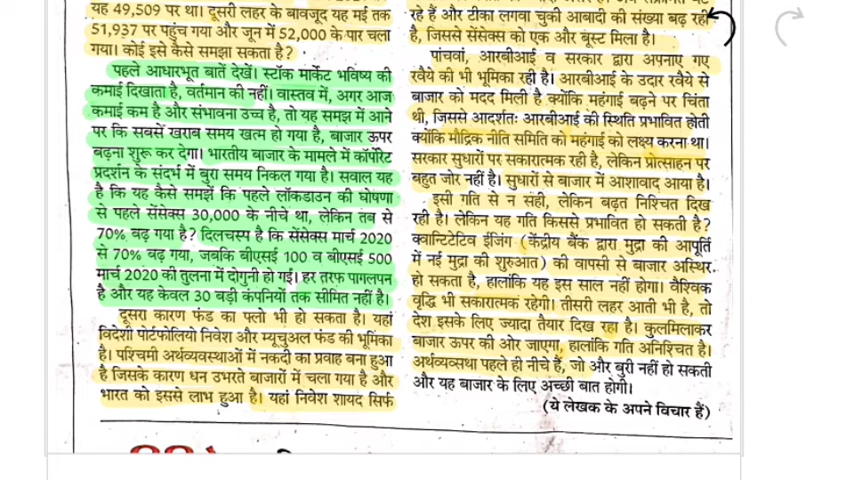 यह 49,509 पर था। दूसरी लहर के बावजूद यह मई तक
51,937 पर पहुंच गया और जून में 52,000 के पार चला
गया। कोई इसे कैसे समझा सकता है?
पहले आधारभूत बातें देखें। स्टॉक मार्केट भविष्य की
कमाई दिखाता है, वर्तमान की नहीं। वास्तव में, अगर आज
कमाई कम है और संभावना उच्च है, तो यह समझ में आने
पर कि सबसें खराब समय खत्म हो गया है, बाजार ऊपर
बढ़ना शुरू कर देगा। भारतीय बाजार के मामले में कॉर्पोरेट
प्रदर्शन के संदर्भ में बुरा समय निकल गया है। सवाल यह
है कि यह कैसे समझें कि पहले लॉकडाउन की घोषणा
से पहले सेंसेक्स 30,000 के नीचे था, लेकिन तब से
70% बढ़ गया है? दिलचस्प है कि सेंसेक्स मार्च 2020
से 70% बढ़ गया, जबकि बीएसई 100 व बीएसई 500
मार्च 2020 की तुलना में दोगुनी हो गई। हर तरफ पागलपन
है और यह केवल 30 बड़ी कंपनियों तक सीमित नहीं है।
दूसरा कारण फंड का फ्लो भी हो सकता है। यहां
विदेशी पोर्टफोलियो निवेश और म्यूचुअल फंड की भूमिका
है। पश्चिमी अर्थव्यवस्थाओं में नकदी का प्रवाह बना हुआ
है जिसके कारण धन उभरते बाजारों में चला गया है और
भारत को इससे लाभ हुआ है। यहां निवेश शायद सिर्फ
रहे हैं और टीका लगवा चुकी आबादी की संख्या बढ़ रही
है, जिससे सेंसेक्स को एक और बूस्ट मिला है।
पांचवां, आरबीआई व सरकार द्वारा अपनाए गए
रवैये की भी भूमिका रही है। आरबीआई के उदार रवैये से
बाजार को मदद मिली है क्योंकि महंगाई बढ़ने पर चिंता
थी, जिससे आदर्शतः आरबीआई की स्थिति प्रभावित होती
क्योंकि मौद्रिक नीति समिति को महंगाई को लक्ष्य करना था।
सरकार सुधारों पर सकारात्मक रही है, लेकिन प्रोत्साहन पर
बहुत जोर नहीं है। सुधारों से बाजार में आशावाद आया है।
इसी गति से न सही, लेकिन बढ़त निश्चित दिख
रही है। लेकिन यह गति किससे प्रभावित हो सकती है?
क्वान्टिटेटिव ईजिंग (केंद्रीय बैंक द्वारा मुद्रा की आपूर्ति
में नई मुद्रा की शुरुआत) की वापसी से बाजार अस्थिर
हो सकता है, हालांकि यह इस साल नहीं होगा। वैश्विक
वृद्धि भी सकारात्मक रहेगी। तीसरी लहर आती भी है, तो
देश इसके लिए ज्यादा तैयार दिख रहा है। कुलमिलाकर
बाजार ऊपर की ओर जाएगा, हालांकि गति अनिश्चित है।
अर्थव्यवस्था पहले ही नीचे हैं, जो और बुरी नहीं हो सकती
और यह बाजार के लिए अच्छी बात होगी।
(ये लेखक के अपने विचार हैं)